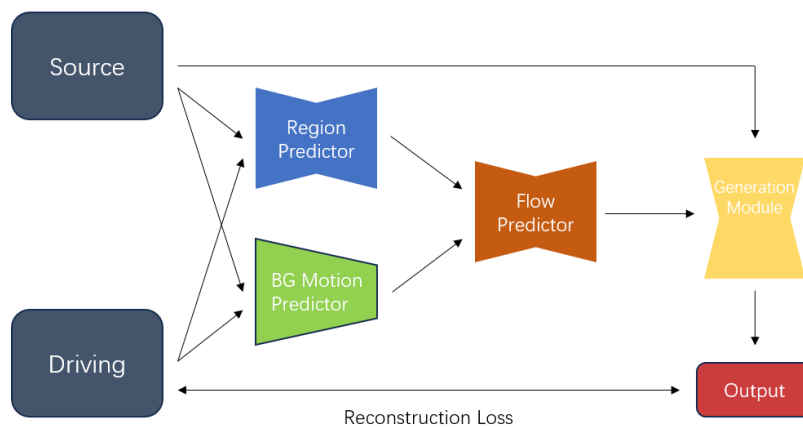 Source
Region
Predictor
Generation
Module
Flow
Predictor
BG Motion
Predictor
Driving
Output
Reconstruction Loss